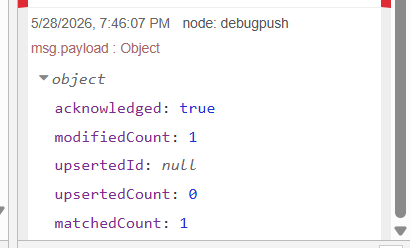 5/28/2026, 7:46:07 PM node: debugpush
msg.payload : Object
object
acknowledged: true
modifiedCount: 1
upsertedId: null
upsertedCount: 0
matchedCount: 1